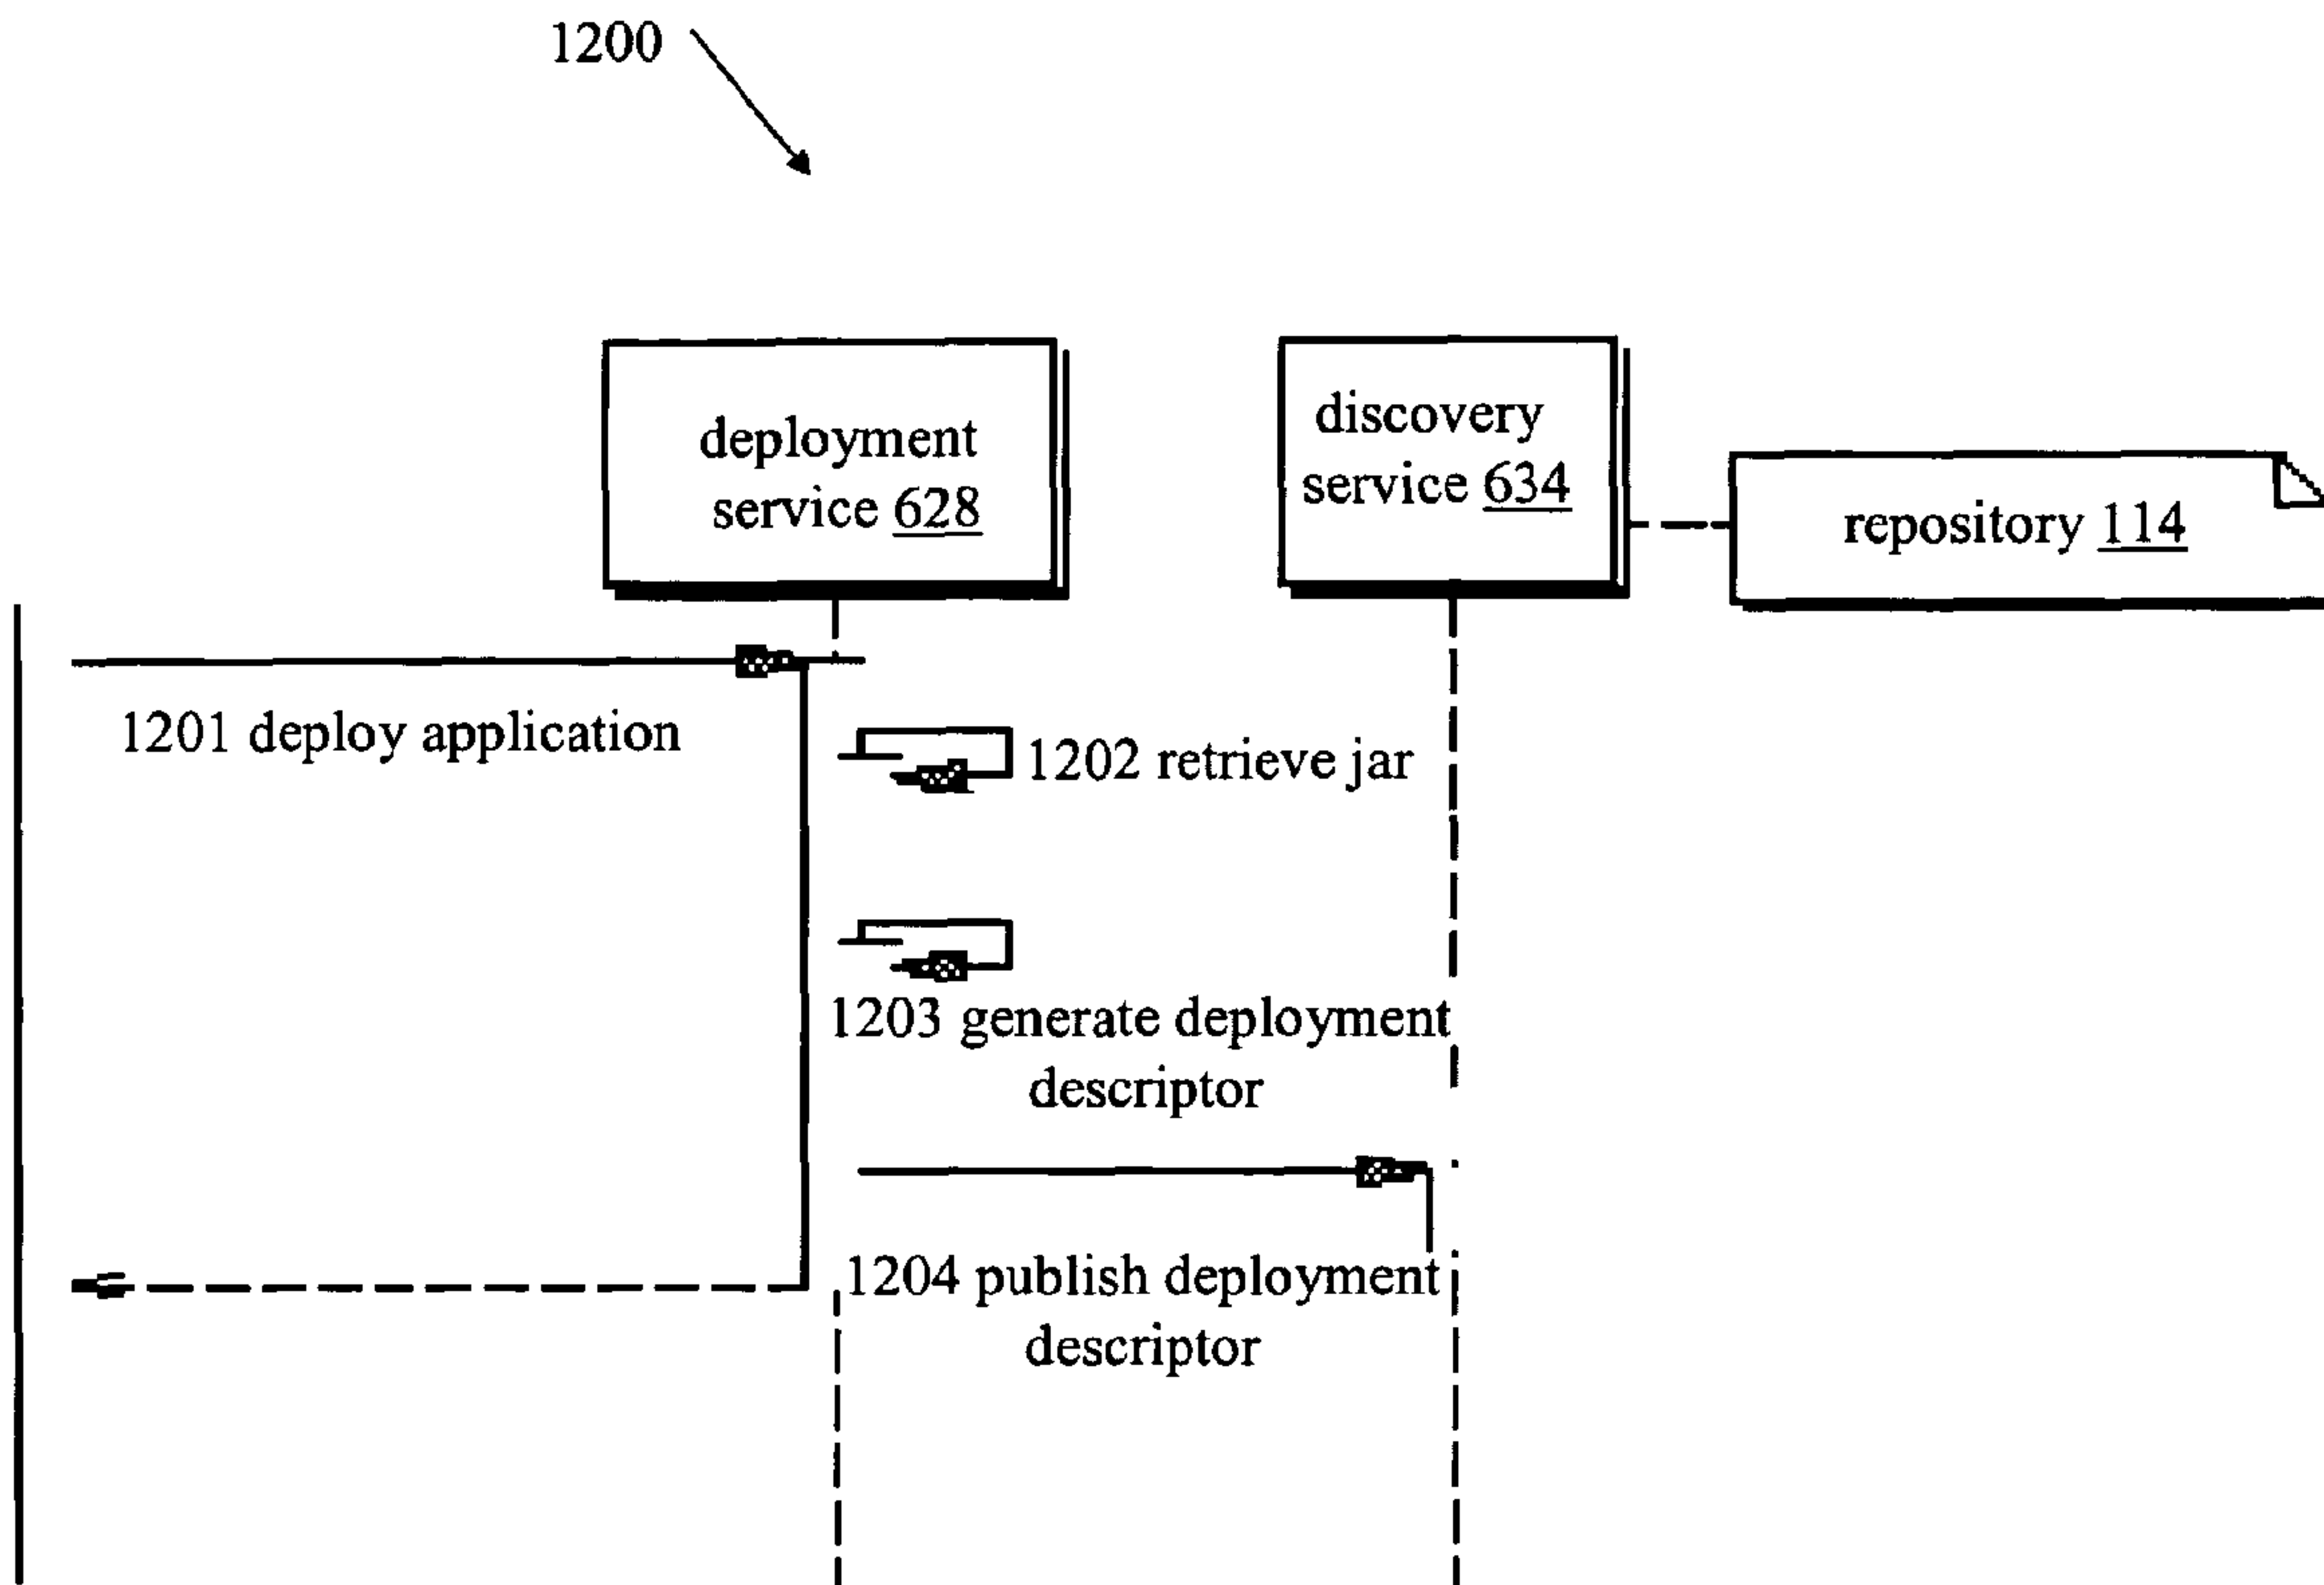 1200
deployment
service 628
discovery
service 634
repository 114
1201 deploy application
1202 retrieve jar
1203 generate deployment
descriptor
1204 publish deployment
descriptor